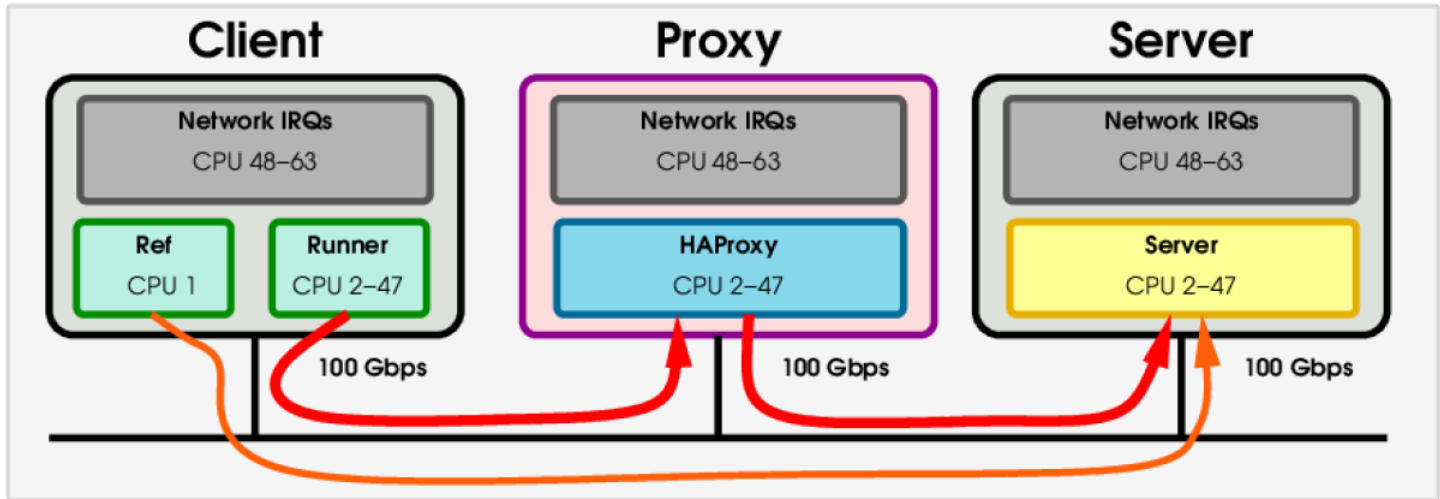 Client
Proxy
Server
Network IRQs
CPU 48–63
Network IRQs
CPU 48–63
Network IRQs
CPU 48–63
Ref
CPU 1
Runner
CPU 2–47
HAProxy
CPU 2–47
Server
CPU 2–47
100 Gbps
100 Gbps
100 Gbps